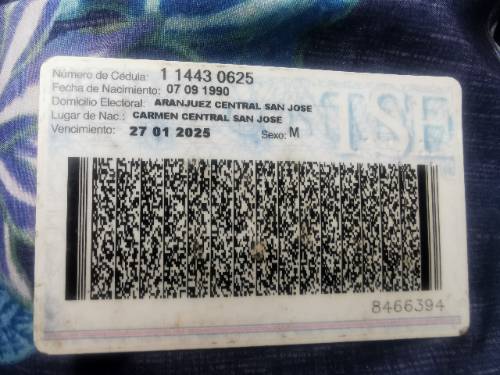 Número de Cédula: 1 1443 0625
Fecha de Nacimiento: 07 09 1990
Domicilio Electoral: ARANJUEZ CENTRAL SAN JOSE
Lugar de Nac.: CARMEN CENTRAL SAN JOSE
Vencimiento: 27 01 2025 Sexo: M
TSE
8466394